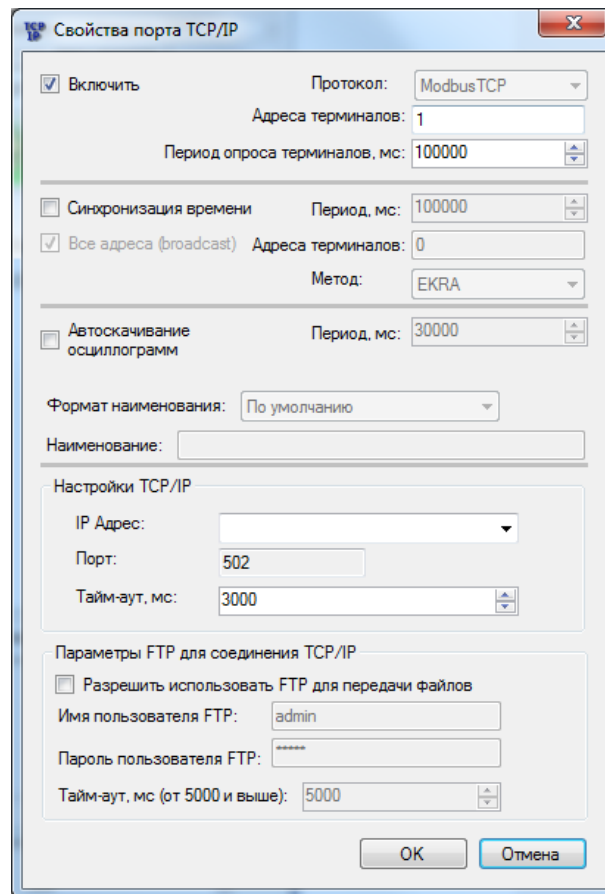 TCP IP Свойства порта TCP/IP
Включить Протокол: ModbusTCP
Адреса терминалов: 1
Период опроса терминалов, мс: 100000
Синхронизация времени Период, мс: 100000
Все адреса (broadcast) Адреса терминалов: 0
Метод: EKRA
Автоскачивание осциллограмм Период, мс: 30000
Формат наименования: По умолчанию
Наименование:
Настройки TCP/IP
IP Адрес:
Порт: 502
Тайм-аут, мс: 3000
Параметры FTP для соединения TCP/IP
Разрешить использовать FTP для передачи файлов
Имя пользователя FTP: admin
Пароль пользователя FTP: *****
Тайм-аут, мс (от 5000 и выше): 5000
OK Отмена